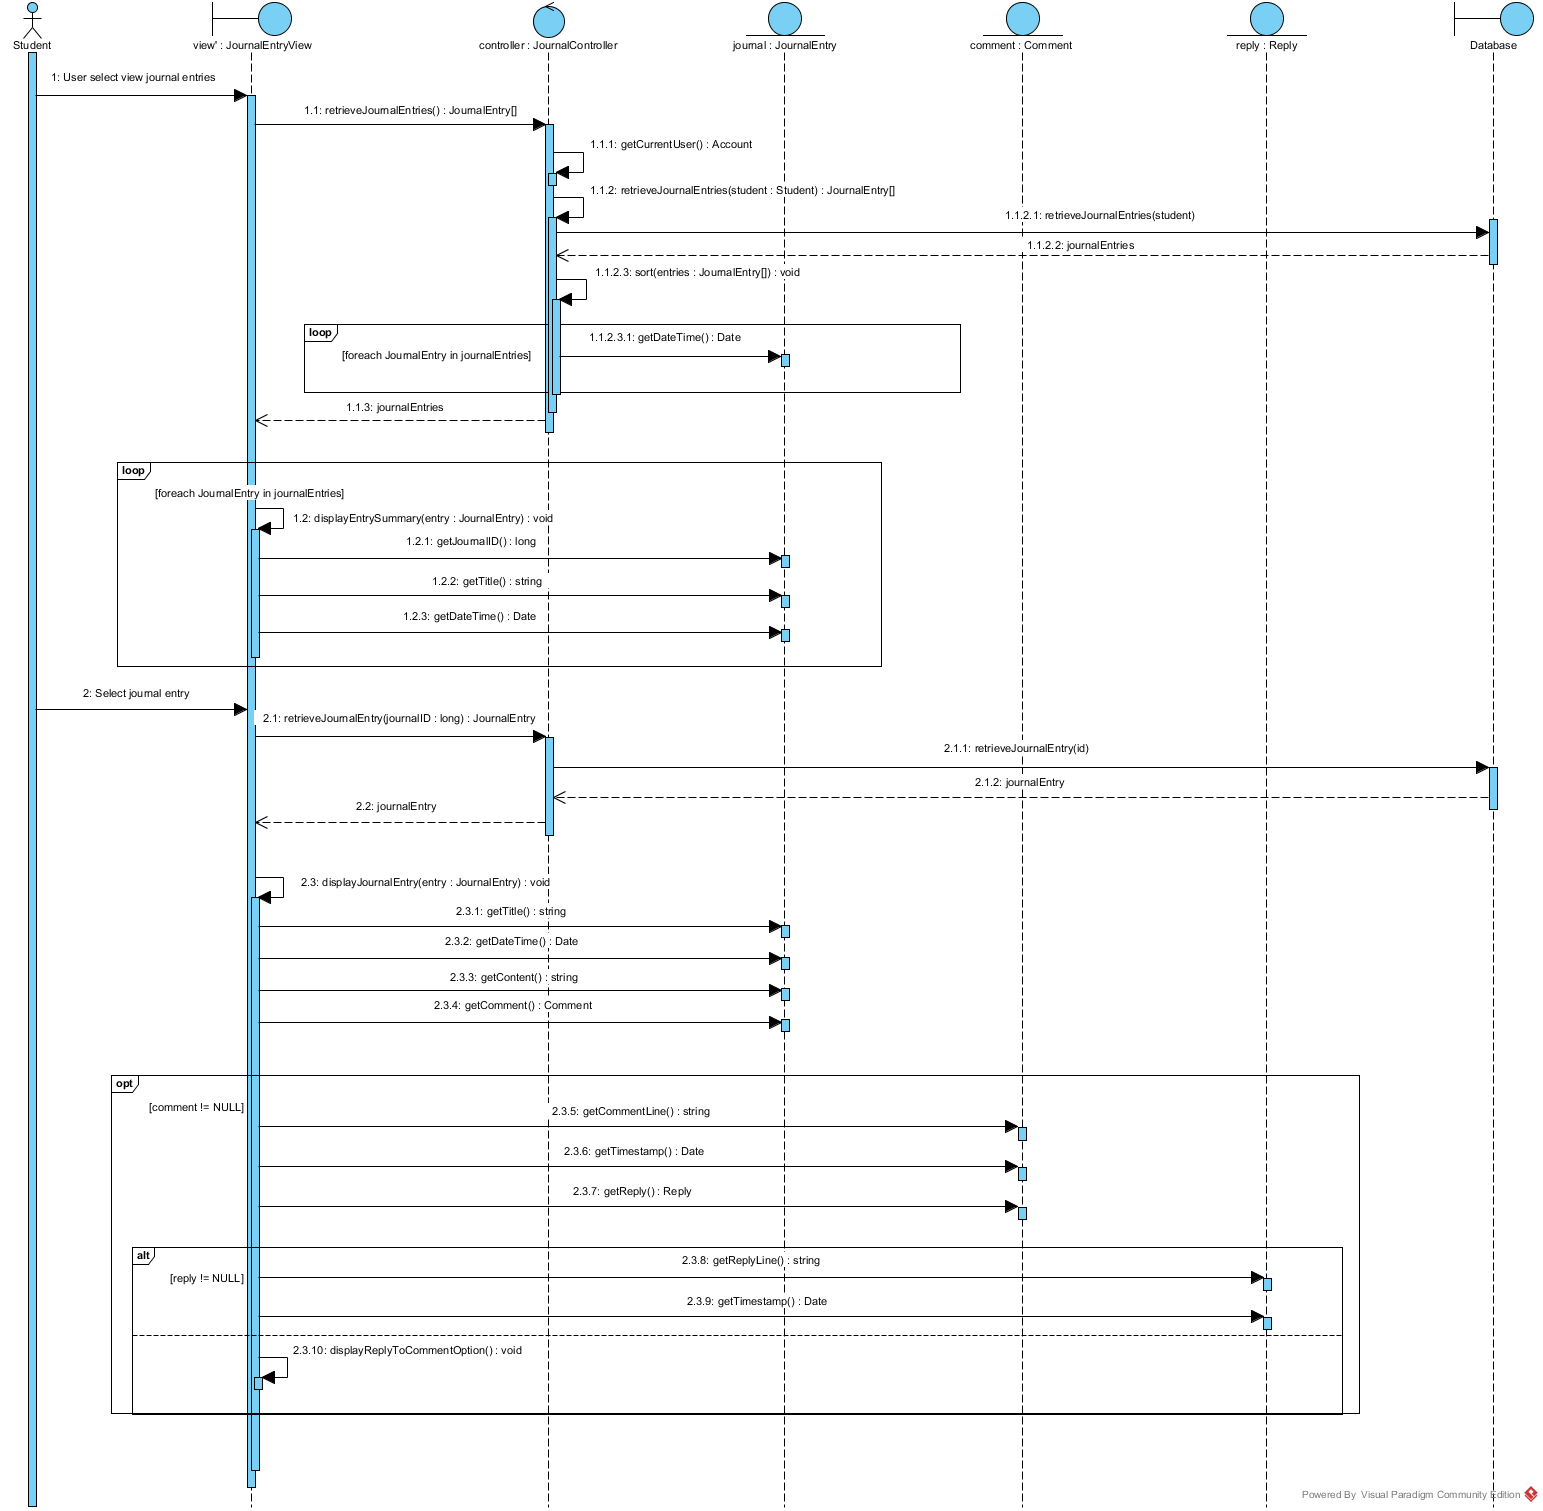 Student
view' : JournalEntryView
controller : JournalController
journal : JournalEntry
comment : Comment
reply : Reply
Database
1: User select view journal entries
1.1: retrieveJournalEntries() : JournalEntry[]
1.1.1: getCurrentUser() : Account
1.1.2: retrieveJournalEntries(student : Student) : JournalEntry[]
1.1.2.1: retrieveJournalEntries(student)
1.1.2.2: journalEntries
1.1.2.3: sort(entries : JournalEntry[]) : void
loop
1.1.2.3.1: getDateTime() : Date
[foreach JournalEntry in journalEntries]
1.1.3: journalEntries
loop
[foreach JournalEntry in journalEntries]
1.2: displayEntrySummary(entry : JournalEntry) : void
1.2.1: getJournalID() : long
1.2.2: getTitle() : string
1.2.3: getDateTime() : Date
2: Select journal entry
2.1: retrieveJournalEntry(journalID : long) : JournalEntry
2.1.1: retrieveJournalEntry(id)
2.1.2: journalEntry
2.2: journalEntry
2.3: displayJournalEntry(entry : JournalEntry) : void
2.3.1: getTitle() : string
2.3.2: getDateTime() : Date
2.3.3: getContent() : string
2.3.4: getComment() : Comment
opt
[comment != NULL]
2.3.5: getCommentLine() : string
2.3.6: getTimestamp() : Date
2.3.7: getReply() : Reply
alt
2.3.8: getReplyLine() : string
[reply != NULL]
2.3.9: getTimestamp() : Date
2.3.10: displayReplyToCommentOption() : void
Powered By Visual Paradigm Community Edition